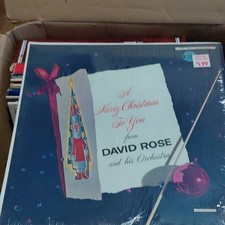 A
Merry Christmas
To You
from
DAVID ROSE
and his Orchestra
1.99